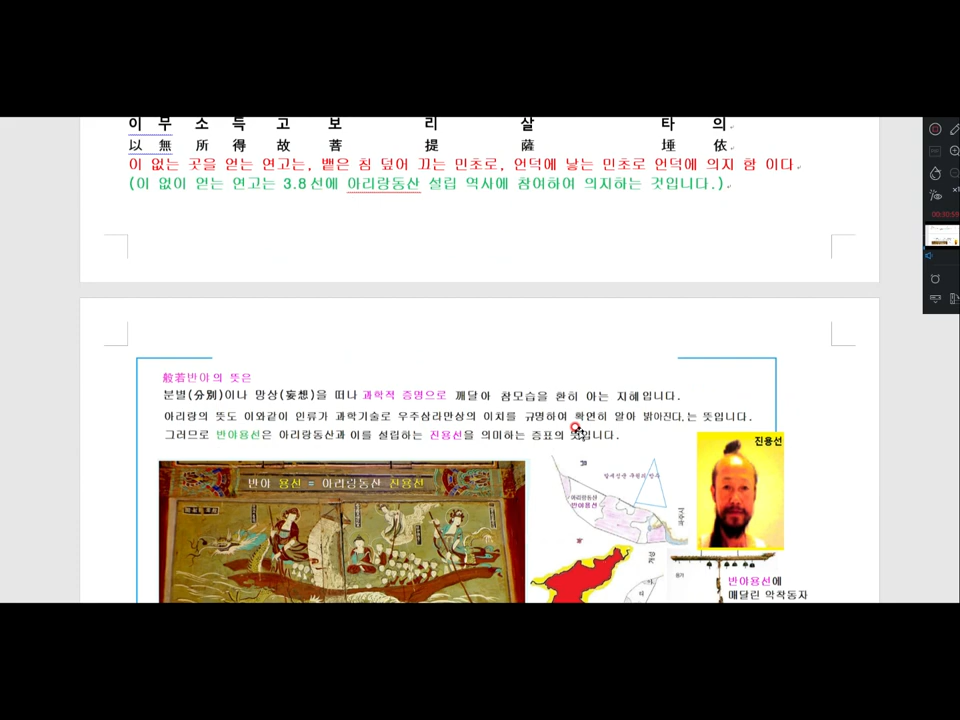 이 무 소 득 고 보 리 살 타 의
以 無 所 得 故 菩 提 薩 埵 依
이 없는 곳을 얻는 연고는, 뱉은 침 덮어 끄는 민초로, 언덕에 낳는 민초로 언덕에 의지 함 이다
(이 없이 얻는 연고는 3.8선에 아리랑동산 설립 역사에 참여하여 의지하는 것입니다.)
般若반야의 뜻은
분별(分別)이나 망상(妄想)을 떠나 과학적 증명으로 깨달아 참모습을 환히 아는 지혜입니다.
아리랑의 뜻도 이와같이 인류가 과학기술로 우주삼라만상의 이치를 규명하여 확연히 알아 밝아진다,는 뜻입니다.
그러므로 반야용선은 아리랑동산과 이를 설립하는 진용선을 의미하는 증표의 니다.
진용선
반야 용선 = 아리랑동산 진용선
아리랑동산
반야용선
반야용선에
매달린 악착동자
00:30:59